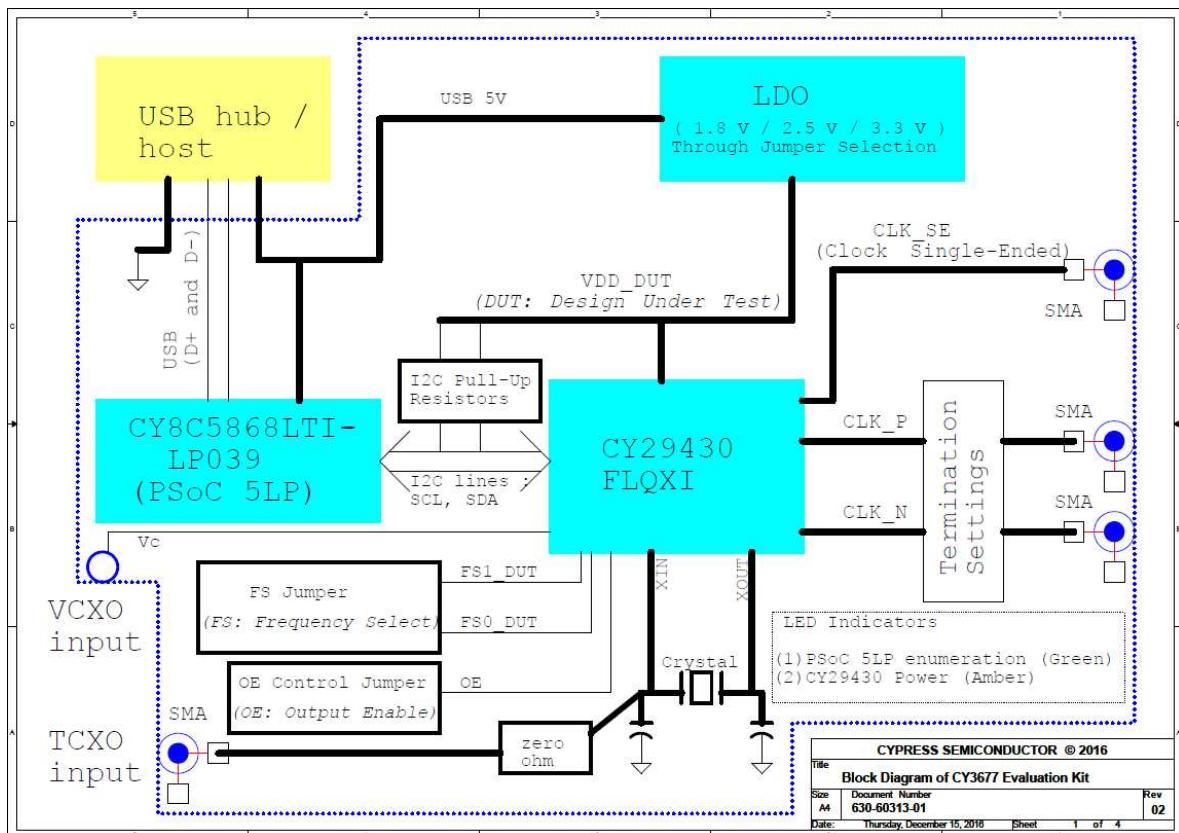 5 4 3 2 1
USB hub /
host
USB 5V
LDO
( 1.8 V / 2.5 V / 3.3 V )
Through Jumper Selection
D
D
USB
(D+ and D-)
CLK_SE
(Clock Single-Ended)
SMA
VDD_DUT
(DUT: Design Under Test)
C
C
I2C Pull-Up
Resistors
CY8C5868LTI-
LP039
(PSoC 5LP)
I2C lines :
SCL, SDA
CY29430
FLQXI
CLK_P
CLK_N
Termination
Settings
SMA
SMA
B
B
Vc
VCXO
input
FS Jumper
(FS: Frequency Select)
FS1_DUT
FS0_DUT
XIN
XOUT
LED Indicators
(1)PSoC 5LP enumeration (Green)
(2)CY29430 Power (Amber)
OE Control Jumper
(OE: Output Enable)
OE
Crystal
SMA
TCXO
input
zero
ohm
A
CYPRESS SEMICONDUCTOR © 2016
Title
Block Diagram of CY3677 Evaluation Kit
Size
A4
Document Number
630-60313-01
Rev
02
Date: Thursday, December 15, 2016 Sheet 1 of 4